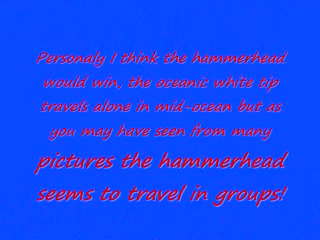 Personaly I think the hammerhead
would win, the oceanic white tip
travels alone in mid-ocean but as
you may have seen from many
pictures the hammerhead
seems to travel in groups!